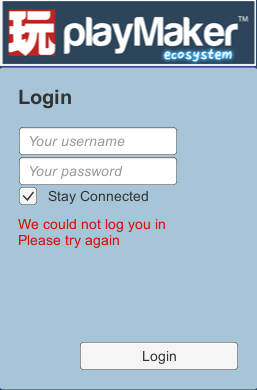 玩 playMaker™
ecosystem
Login
Your username
Your password
Stay Connected
We could not log you in
Please try again
Login